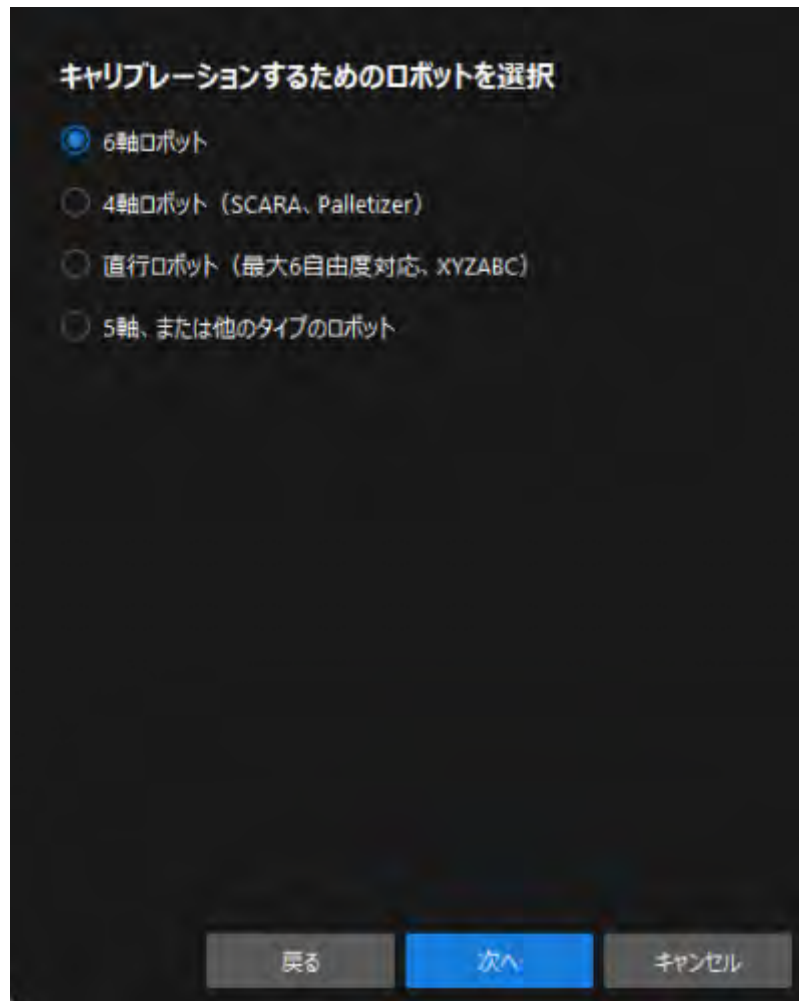 キャリブレーションするためのロボットを選択
6軸ロボット
4軸ロボット（SCARA、Palletizer）
直行ロボット（最大6自由度対応、XYZABC）
5軸、または他のタイプのロボット
戻る 次へ キャンセル